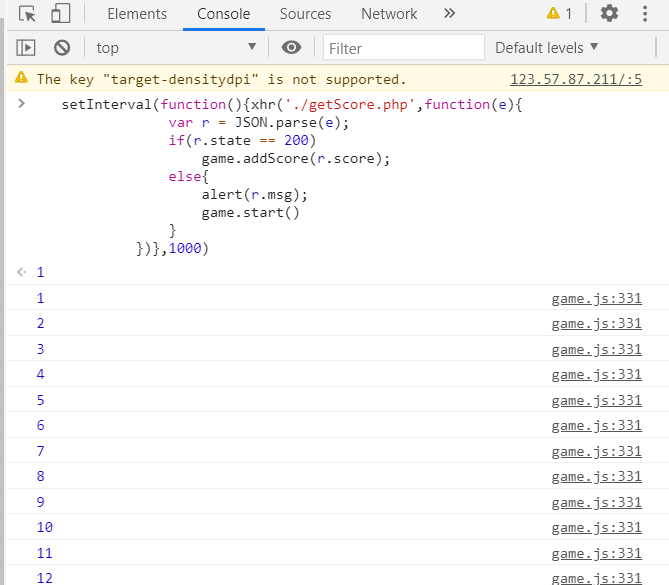 Elements Console Sources Network » 1
top Filter Default levels ▼
The key "target-densitydpi" is not supported. 123.57.87.211/:5
> setInterval(function(){xhr('./getScore.php',function(e){
var r = JSON.parse(e);
if(r.state == 200)
game.addScore(r.score);
else{
alert(r.msg);
game.start()
}
})},1000)
1
1 game.js:331
2 game.js:331
3 game.js:331
4 game.js:331
5 game.js:331
6 game.js:331
7 game.js:331
8 game.js:331
9 game.js:331
10 game.js:331
11 game.js:331
12 game.js:331